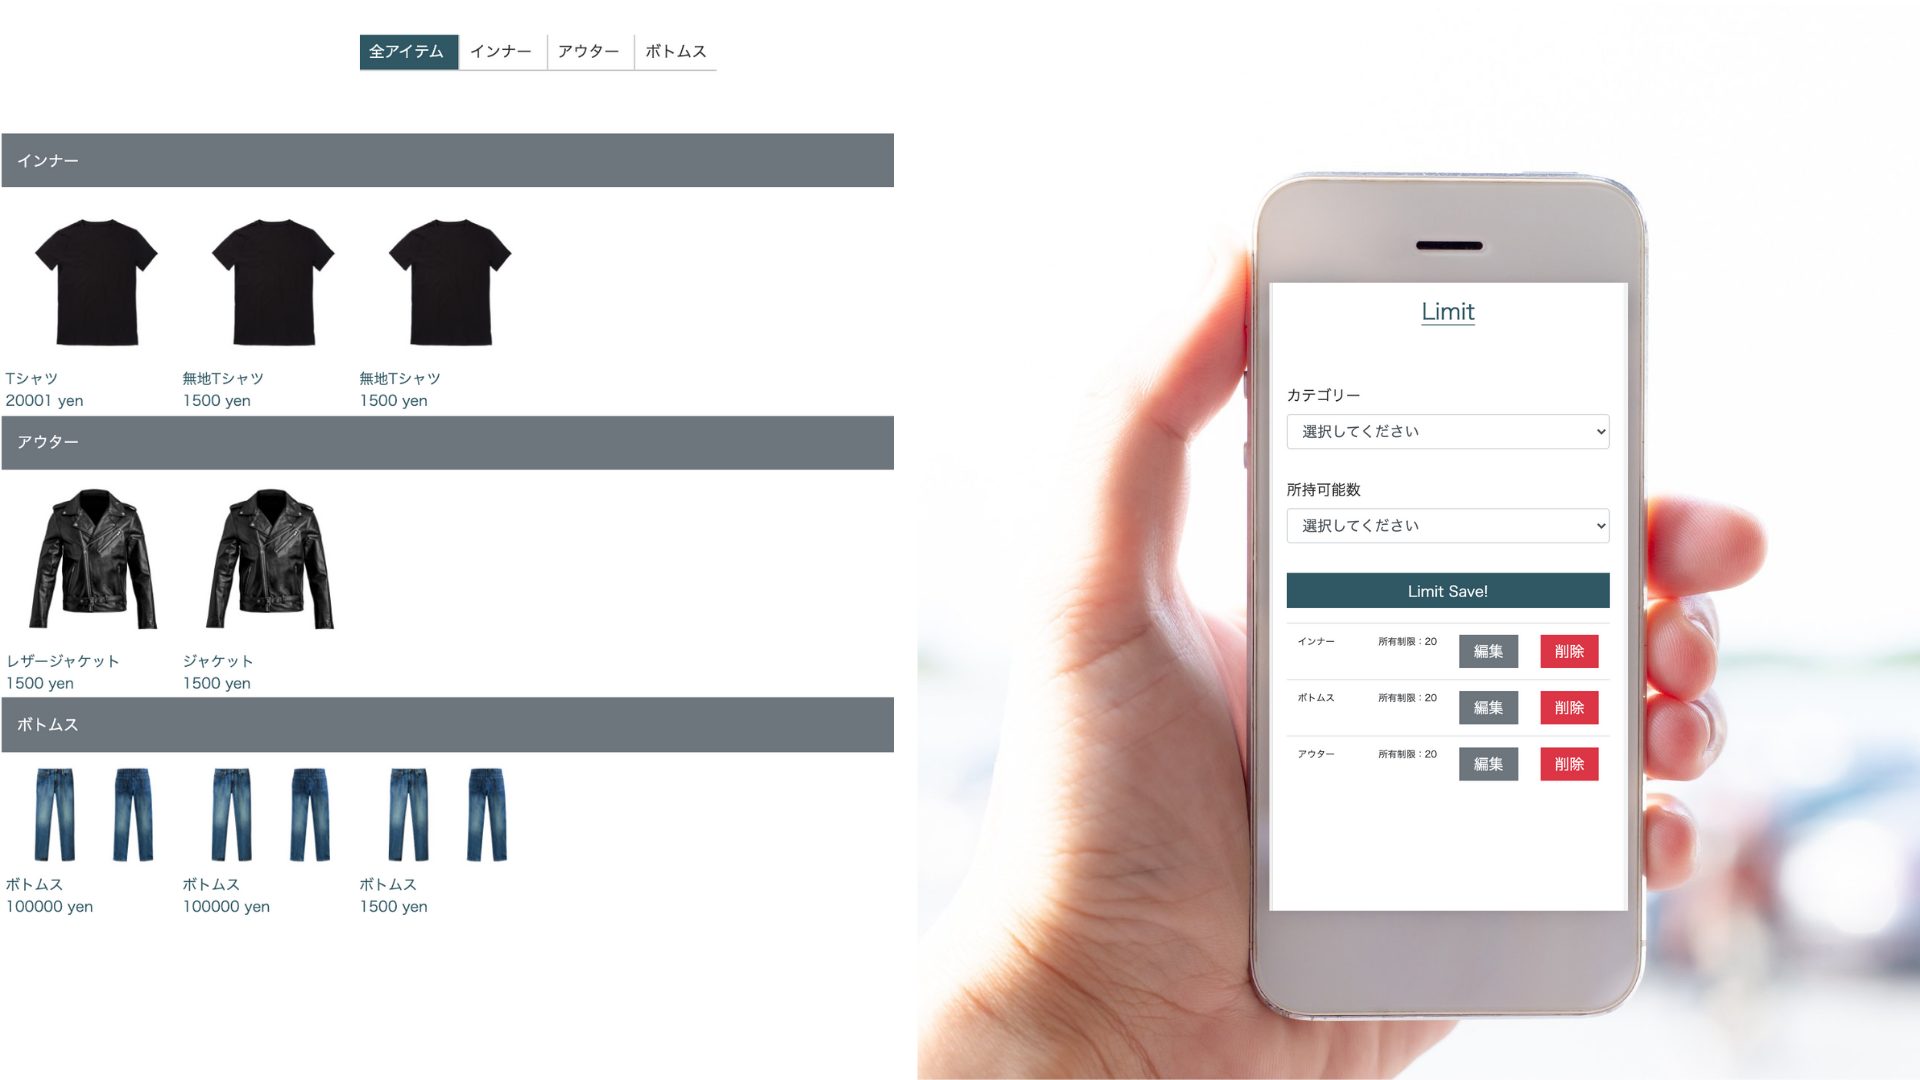 全アイテム インナー アウター ボトムス
インナー
Tシャツ 無地Tシャツ 無地Tシャツ
20001 yen 1500 yen 1500 yen
アウター
レザージャケット ジャケット
1500 yen 1500 yen
ボトムス
ボトムス ボトムス ボトムス
100000 yen 100000 yen 1500 yen
Limit
カテゴリー
選択してください
所持可能数
選択してください
Limit Save!
インナー 所有制限：20 編集 削除
ボトムス 所有制限：20 編集 削除
アウター 所有制限：20 編集 削除